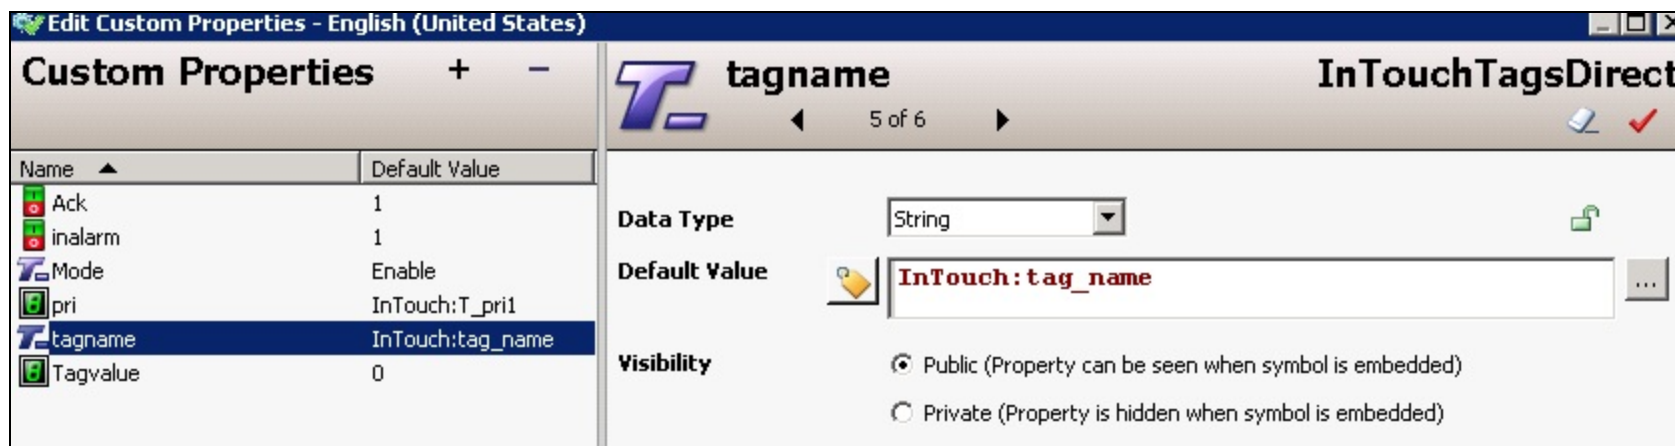 Edit Custom Properties - English (United States)
Custom Properties + -
tagname
InTouchTagsDirect
5 of 6
Name Default Value
Ack 1
inalarm 1
Mode Enable
pri InTouch:T_pri1
tagname InTouch:tag_name
Tagvalue 0
Data Type String
Default Value InTouch:tag_name ...
Visibility Public (Property can be seen when symbol is embedded)
Private (Property is hidden when symbol is embedded)